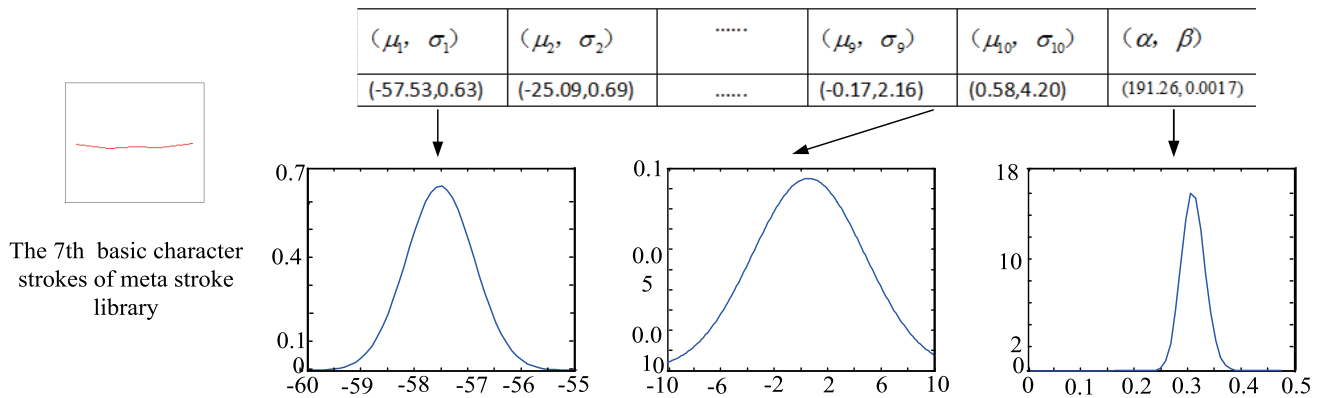 (μ₁, σ₁) (μ₂, σ₂) ...... (μ₉, σ₉) (μ₁₀, σ₁₀) (α, β)
(-57.53,0.63) (-25.09,0.69) ...... (-0.17,2.16) (0.58,4.20) (191.26, 0.0017)
The 7th basic character
strokes of meta stroke
library
0.7
0.4
0.1
0
-60 -59 -58 -57 -56 -55
0.1
0.0
5
0.0
10
-10 -6 -2 2 6 10
18
10
2
0
0 0.1 0.2 0.3 0.4 0.5